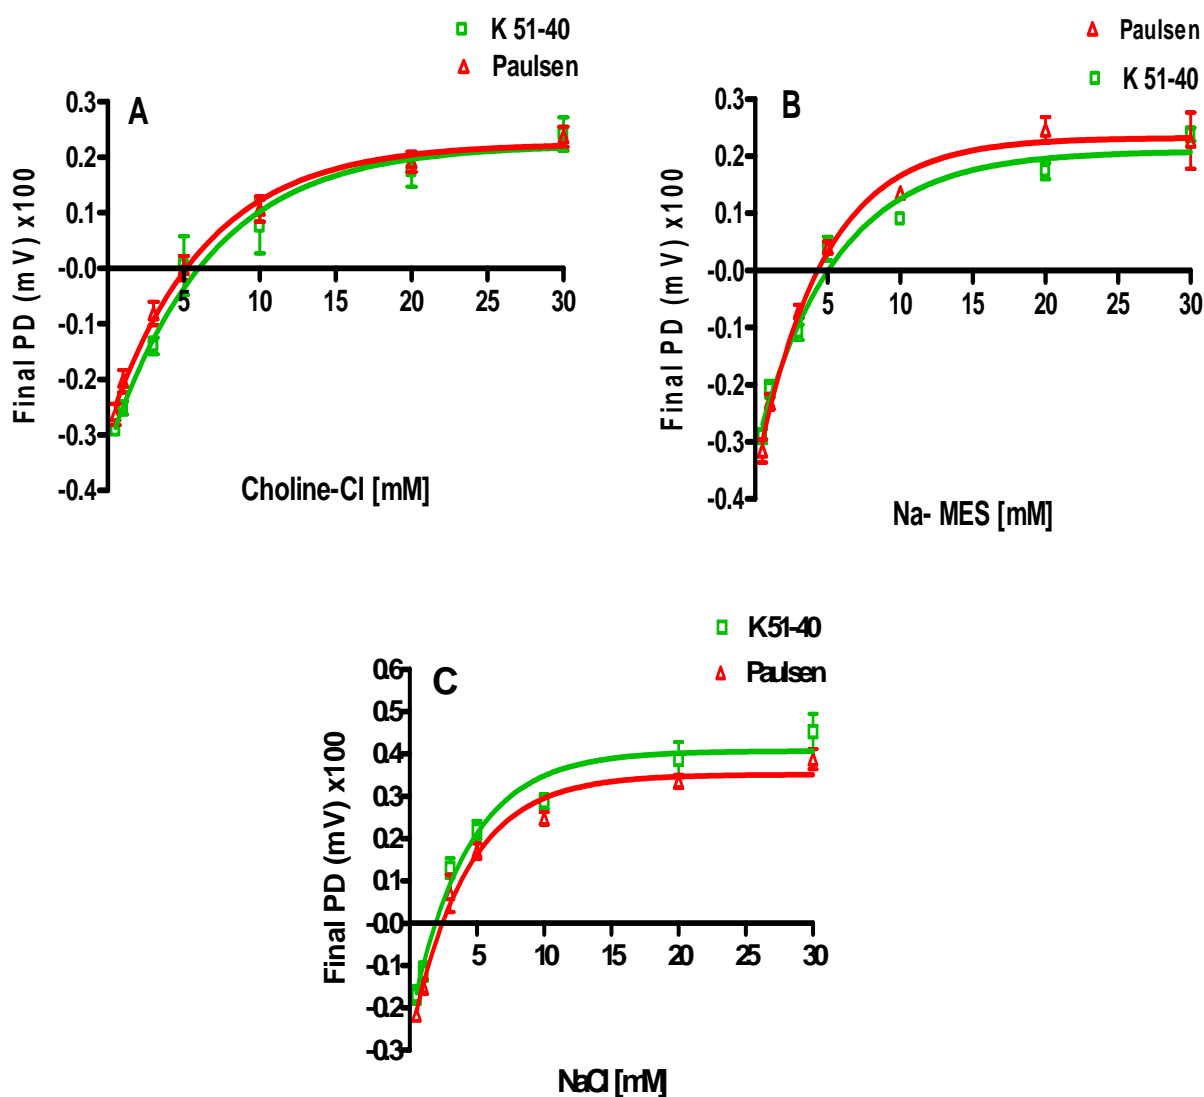 K 51-40
Paulsen
A
0.3
0.2
0.1
-0.0
-0.1
-0.2
-0.3
-0.4
5 10 15 20 25 30
Final PD (mV) x100
Choline-Cl [mM]
Paulsen
K 51-40
B
0.3
0.2
0.1
-0.0
-0.1
-0.2
-0.3
-0.4
5 10 15 20 25 30
Final PD (mV) x100
Na- MES [mM]
K51-40
Paulsen
C
0.6
0.5
0.4
0.3
0.2
0.1
-0.0
-0.1
-0.2
-0.3
5 10 15 20 25 30
Final PD (mV) x100
NaCl [mM]